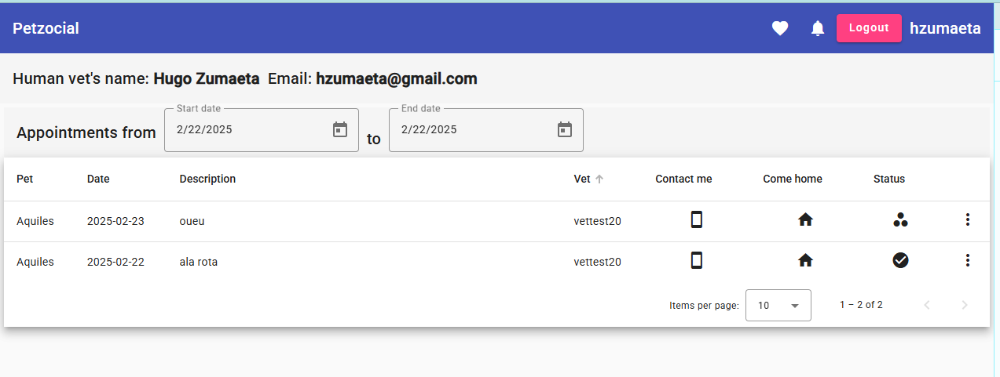 Petzocial Logout hzumaeta
Human vet's name: Hugo Zumaeta Email: hzumaeta@gmail.com
Start date End date
Appointments from 2/22/2025 to 2/22/2025
Pet Date Description Vet Contact me Come home Status
Aquiles 2025-02-23 oueu vettest20
Aquiles 2025-02-22 ala rota vettest20
Items per page: 10 1 – 2 of 2